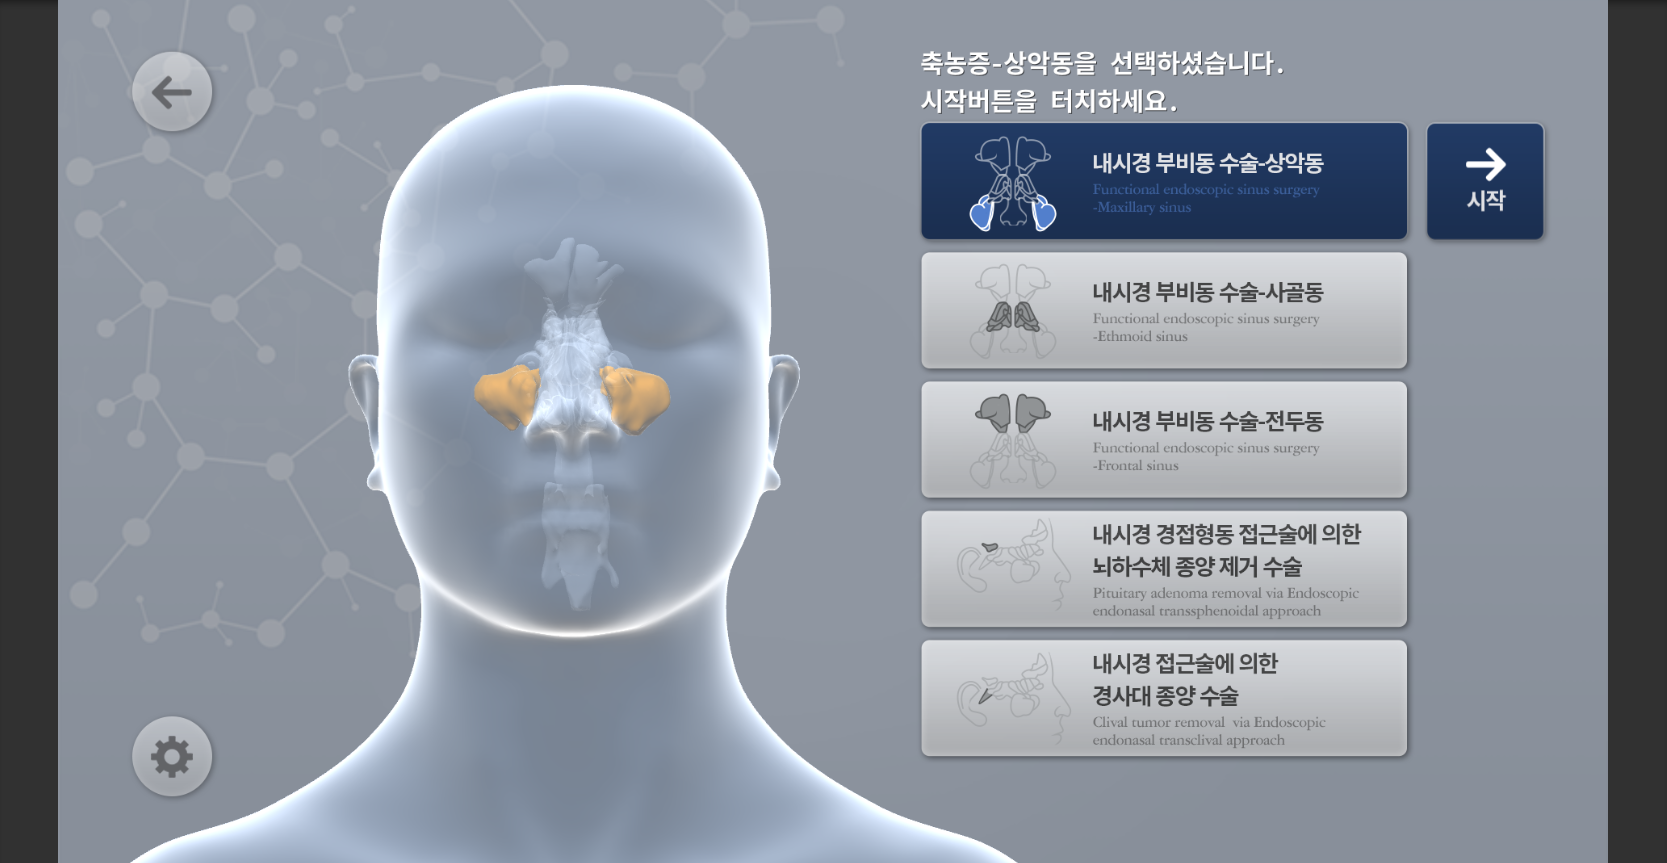 축농증-상악동을 선택하셨습니다.
시작버튼을 터치하세요.
내시경 부비동 수술-상악동
Functional endoscopic sinus surgery
-Maxillary sinus
시작
내시경 부비동 수술-사골동
Functional endoscopic sinus surgery
-Ethmoid sinus
내시경 부비동 수술-전두동
Functional endoscopic sinus surgery
-Frontal sinus
내시경 경접형동 접근술에 의한
뇌하수체 종양 제거 수술
Pituitary adenoma removal via Endoscopic
endonasal transsphenoidal approach
내시경 접근술에 의한
경사대 종양 수술
Clival tumor removal via Endoscopic
endonasal transclival approach